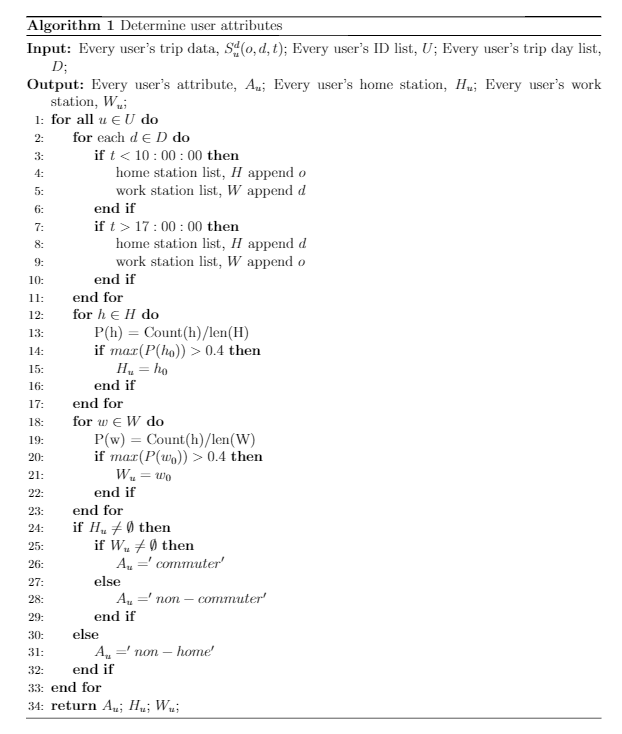 Algorithm 1 Determine user attributes
Input: Every user's trip data, S_u^d(o, d, t); Every user's ID list, U; Every user's trip day list,
D;
Output: Every user's attribute, A_u; Every user's home station, H_u; Every user's work
station, W_u;
1: for all u ∈ U do
2: for each d ∈ D do
3: if t < 10 : 00 : 00 then
4: home station list, H append o
5: work station list, W append d
6: end if
7: if t > 17 : 00 : 00 then
8: home station list, H append d
9: work station list, W append o
10: end if
11: end for
12: for h ∈ H do
13: P(h) = Count(h)/len(H)
14: if max(P(h_0)) > 0.4 then
15: H_u = h_0
16: end if
17: end for
18: for w ∈ W do
19: P(w) = Count(h)/len(W)
20: if max(P(w_0)) > 0.4 then
21: W_u = w_0
22: end if
23: end for
24: if H_u ≠ ∅ then
25: if W_u ≠ ∅ then
26: A_u =′ commuter′
27: else
28: A_u =′ non − commuter′
29: end if
30: else
31: A_u =′ non − home′
32: end if
33: end for
34: return A_u; H_u; W_u;